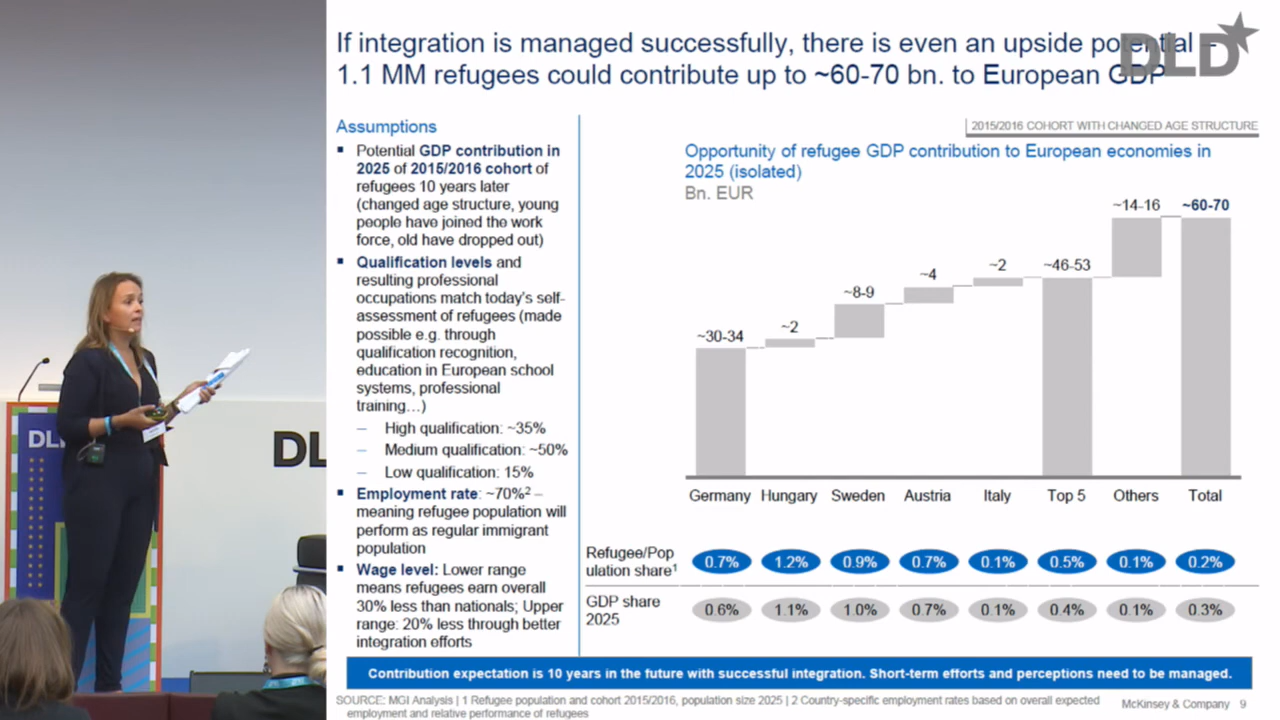 If integration is managed successfully, there is even an upside potential –
1.1 MM refugees could contribute up to ~60-70 bn. to European GDP
DLD
Assumptions
▪ Potential GDP contribution in
2025 of 2015/2016 cohort of
refugees 10 years later
(changed age structure, young
people have joined the work
force, old have dropped out)
▪ Qualification levels and
resulting professional
occupations match today's self-
assessment of refugees (made
possible e.g. through
qualification recognition,
education in European school
systems, professional
training…)
– High qualification: ~35%
– Medium qualification: ~50%
– Low qualification: 15%
▪ Employment rate: ~70%2 –
meaning refugee population will
perform as regular immigrant
population
▪ Wage level: Lower range
means refugees earn overall
30% less than nationals; Upper
range: 20% less through better
integration efforts
2015/2016 COHORT WITH CHANGED AGE STRUCTURE
Opportunity of refugee GDP contribution to European economies in
2025 (isolated)
Bn. EUR
~30-34 ~2 ~8-9 ~4 ~2 ~46-53 ~14-16 ~60-70
Germany Hungary Sweden Austria Italy Top 5 Others Total
Refugee/Pop
ulation share1 0.7% 1.2% 0.9% 0.7% 0.1% 0.5% 0.1% 0.2%
GDP share
2025 0.6% 1.1% 1.0% 0.7% 0.1% 0.4% 0.1% 0.3%
Contribution expectation is 10 years in the future with successful integration. Short-term efforts and perceptions need to be managed.
SOURCE: MGI Analysis | 1 Refugee population and cohort 2015/2016, population size 2025 | 2 Country-specific employment rates based on overall expected
employment and relative performance of refugees
McKinsey & Company 9
DL
DL